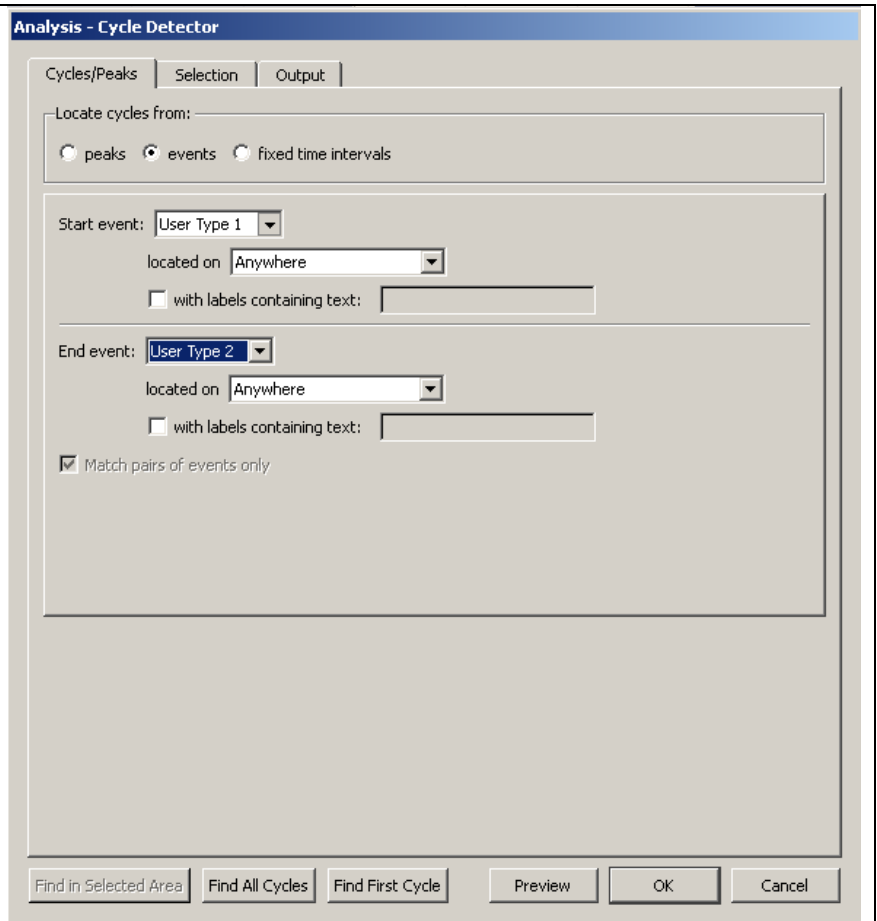 Analysis - Cycle Detector
Cycles/Peaks Selection Output
Locate cycles from:
peaks events fixed time intervals
Start event: User Type 1
located on Anywhere
with labels containing text:
End event: User Type 2
located on Anywhere
with labels containing text:
Match pairs of events only
Find in Selected Area Find All Cycles Find First Cycle Preview OK Cancel